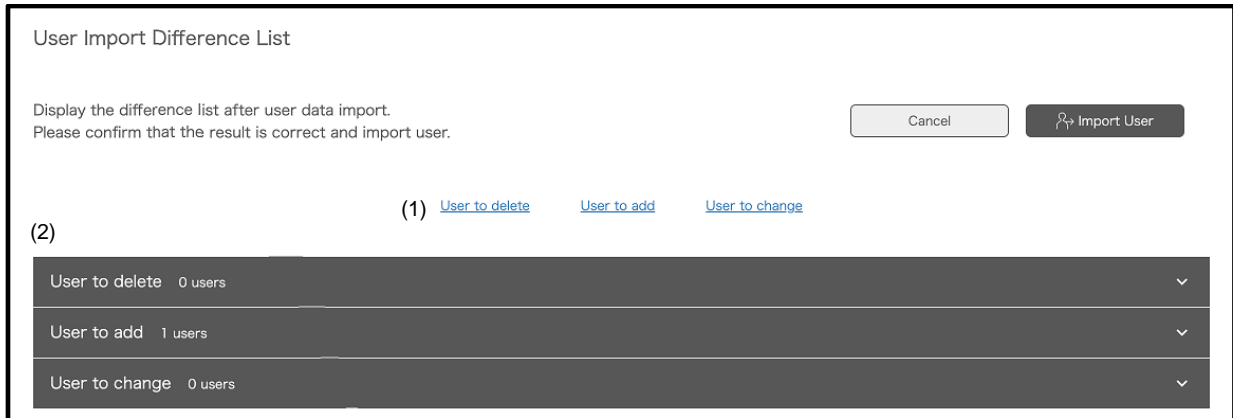 User Import Difference List
Display the difference list after user data import.
Please confirm that the result is correct and import user.
Cancel
Import User
(1) User to delete User to add User to change
(2)
User to delete 0 users
User to add 1 users
User to change 0 users